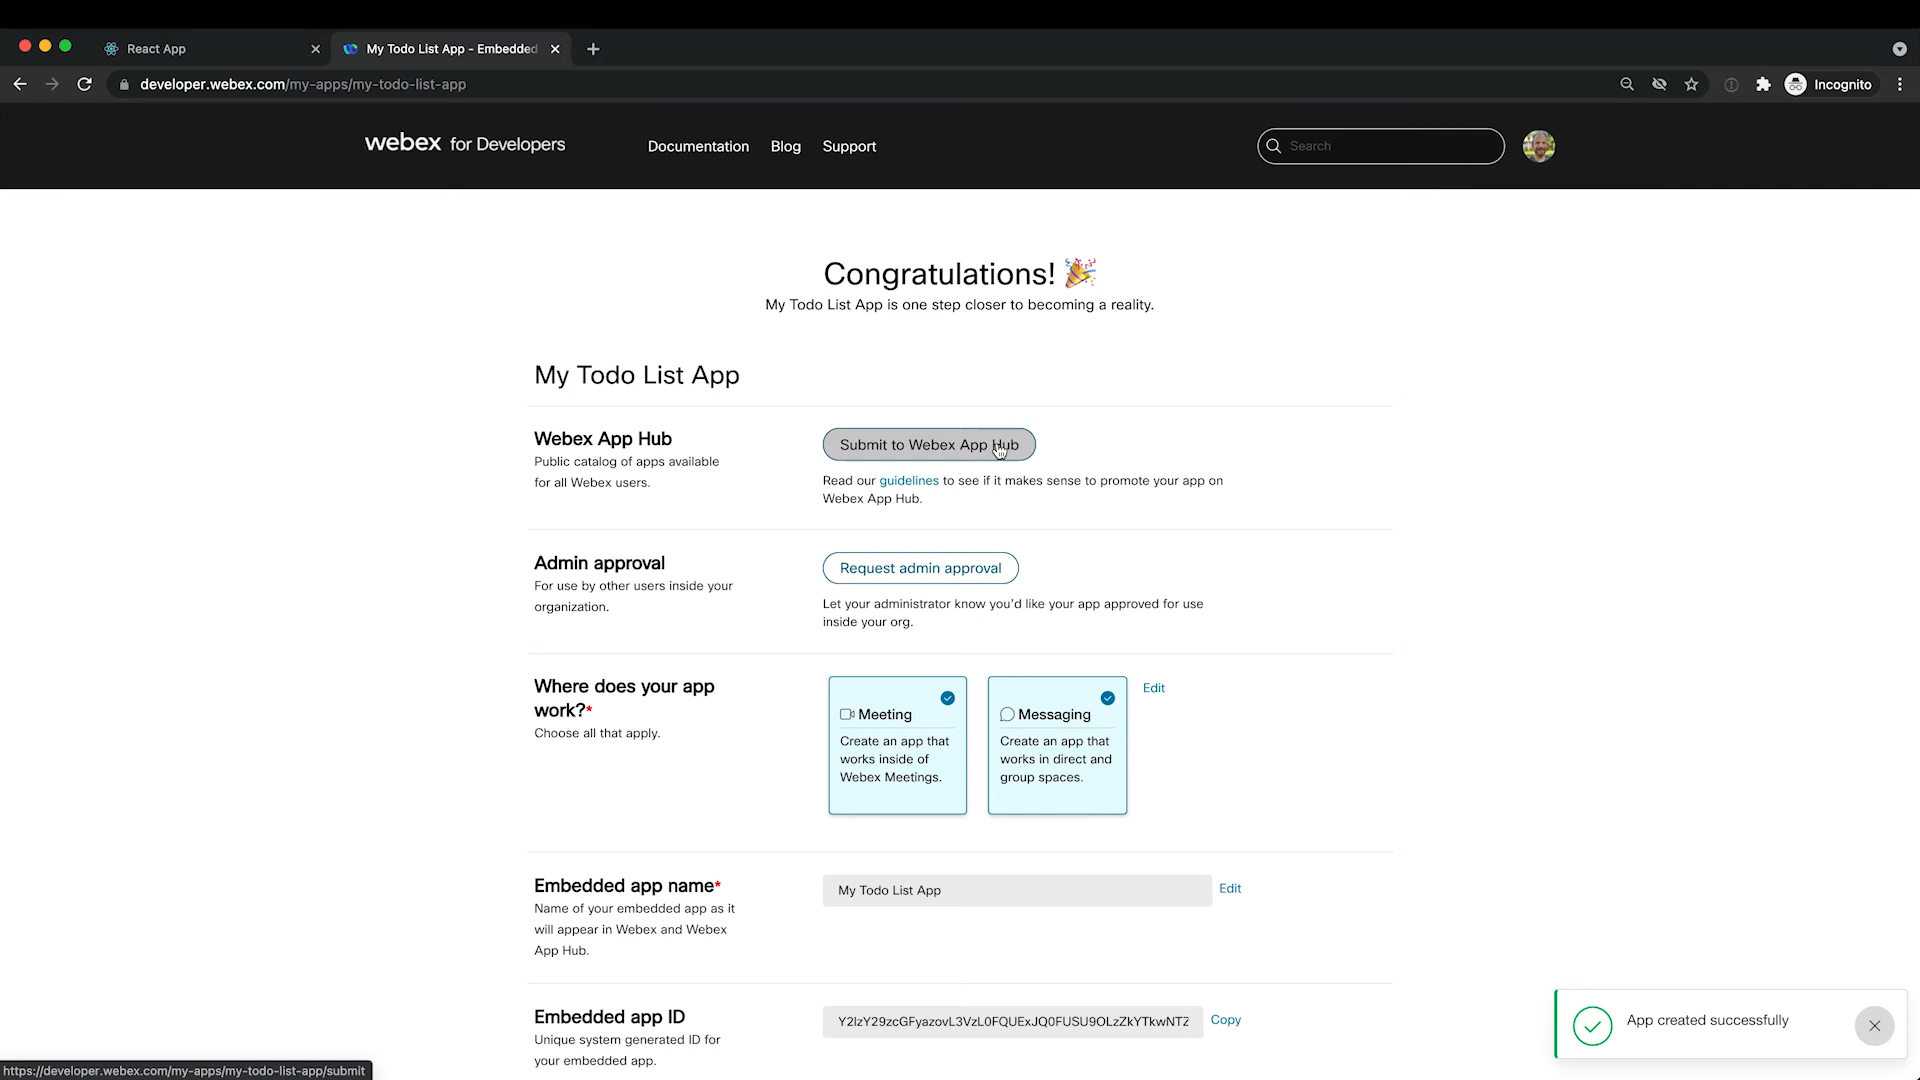 React App
My Todo List App - Embedded
developer.webex.com/my-apps/my-todo-list-app
Incognito
webex for Developers
Documentation
Blog
Support
Search
Congratulations! 🎉
My Todo List App is one step closer to becoming a reality.
My Todo List App
Webex App Hub
Public catalog of apps available
for all Webex users.
Submit to Webex App Hub
Read our guidelines to see if it makes sense to promote your app on
Webex App Hub.
Admin approval
For use by other users inside your
organization.
Request admin approval
Let your administrator know you'd like your app approved for use
inside your org.
Where does your app
work?*
Choose all that apply.
Meeting
Create an app that
works inside of
Webex Meetings.
Messaging
Create an app that
works in direct and
group spaces.
Edit
Embedded app name*
Name of your embedded app as it
will appear in Webex and Webex
App Hub.
My Todo List App
Edit
Embedded app ID
Unique system generated ID for
your embedded app.
Copy
App created successfully
https://developer.webex.com/my-apps/my-todo-list-app/submit